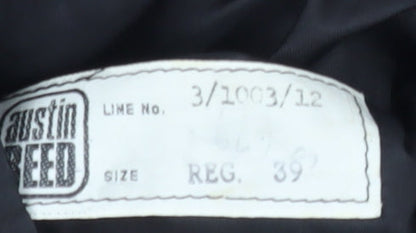 austin
REED
LINE No. 3/1003/12
SIZE REG. 39